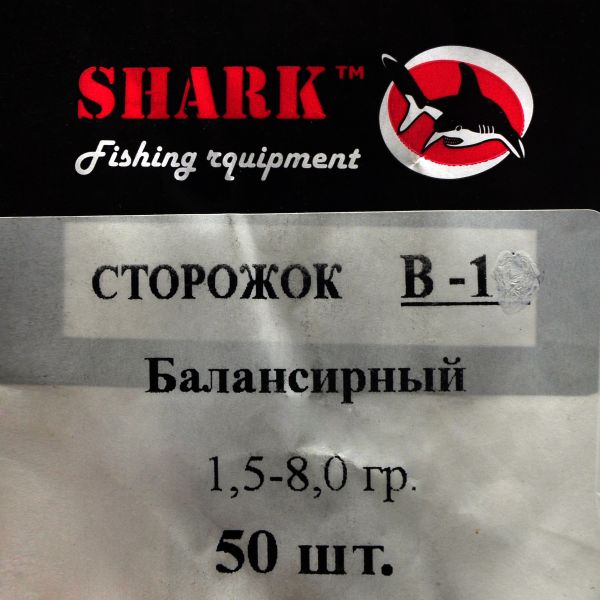 SHARK™
Fishing rquipment
СТОРОЖОК В -1
Балансирный
1,5-8,0 гр.
50 шт.